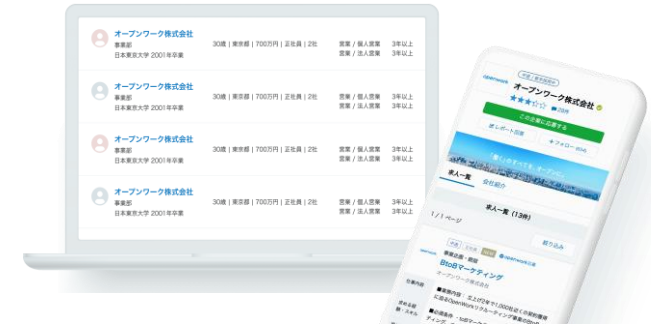 オープンワーク株式会社
事業部
日本東京大学 2001年卒業
30歳 | 東京都 | 700万円 | 正社員 | 2社
営業 / 個人営業 3年以上
営業 / 法人営業 3年以上
オープンワーク株式会社
事業部
日本東京大学 2001年卒業
30歳 | 東京都 | 700万円 | 正社員 | 2社
営業 / 個人営業 3年以上
営業 / 法人営業 3年以上
オープンワーク株式会社
事業部
日本東京大学 2001年卒業
30歳 | 東京都 | 700万円 | 正社員 | 2社
営業 / 個人営業 3年以上
営業 / 法人営業 3年以上
オープンワーク株式会社
事業部
日本東京大学 2001年卒業
30歳 | 東京都 | 700万円 | 正社員 | 2社
営業 / 個人営業 3年以上
営業 / 法人営業 3年以上
openwork
オープンワーク株式会社
この企業に応募する
レポート回答
フォロー
求人一覧
会社紹介
求人一覧（13件）
1 / 1 ページ
絞り込み
BtoBマーケティング
オープンワーク株式会社
仕事内容